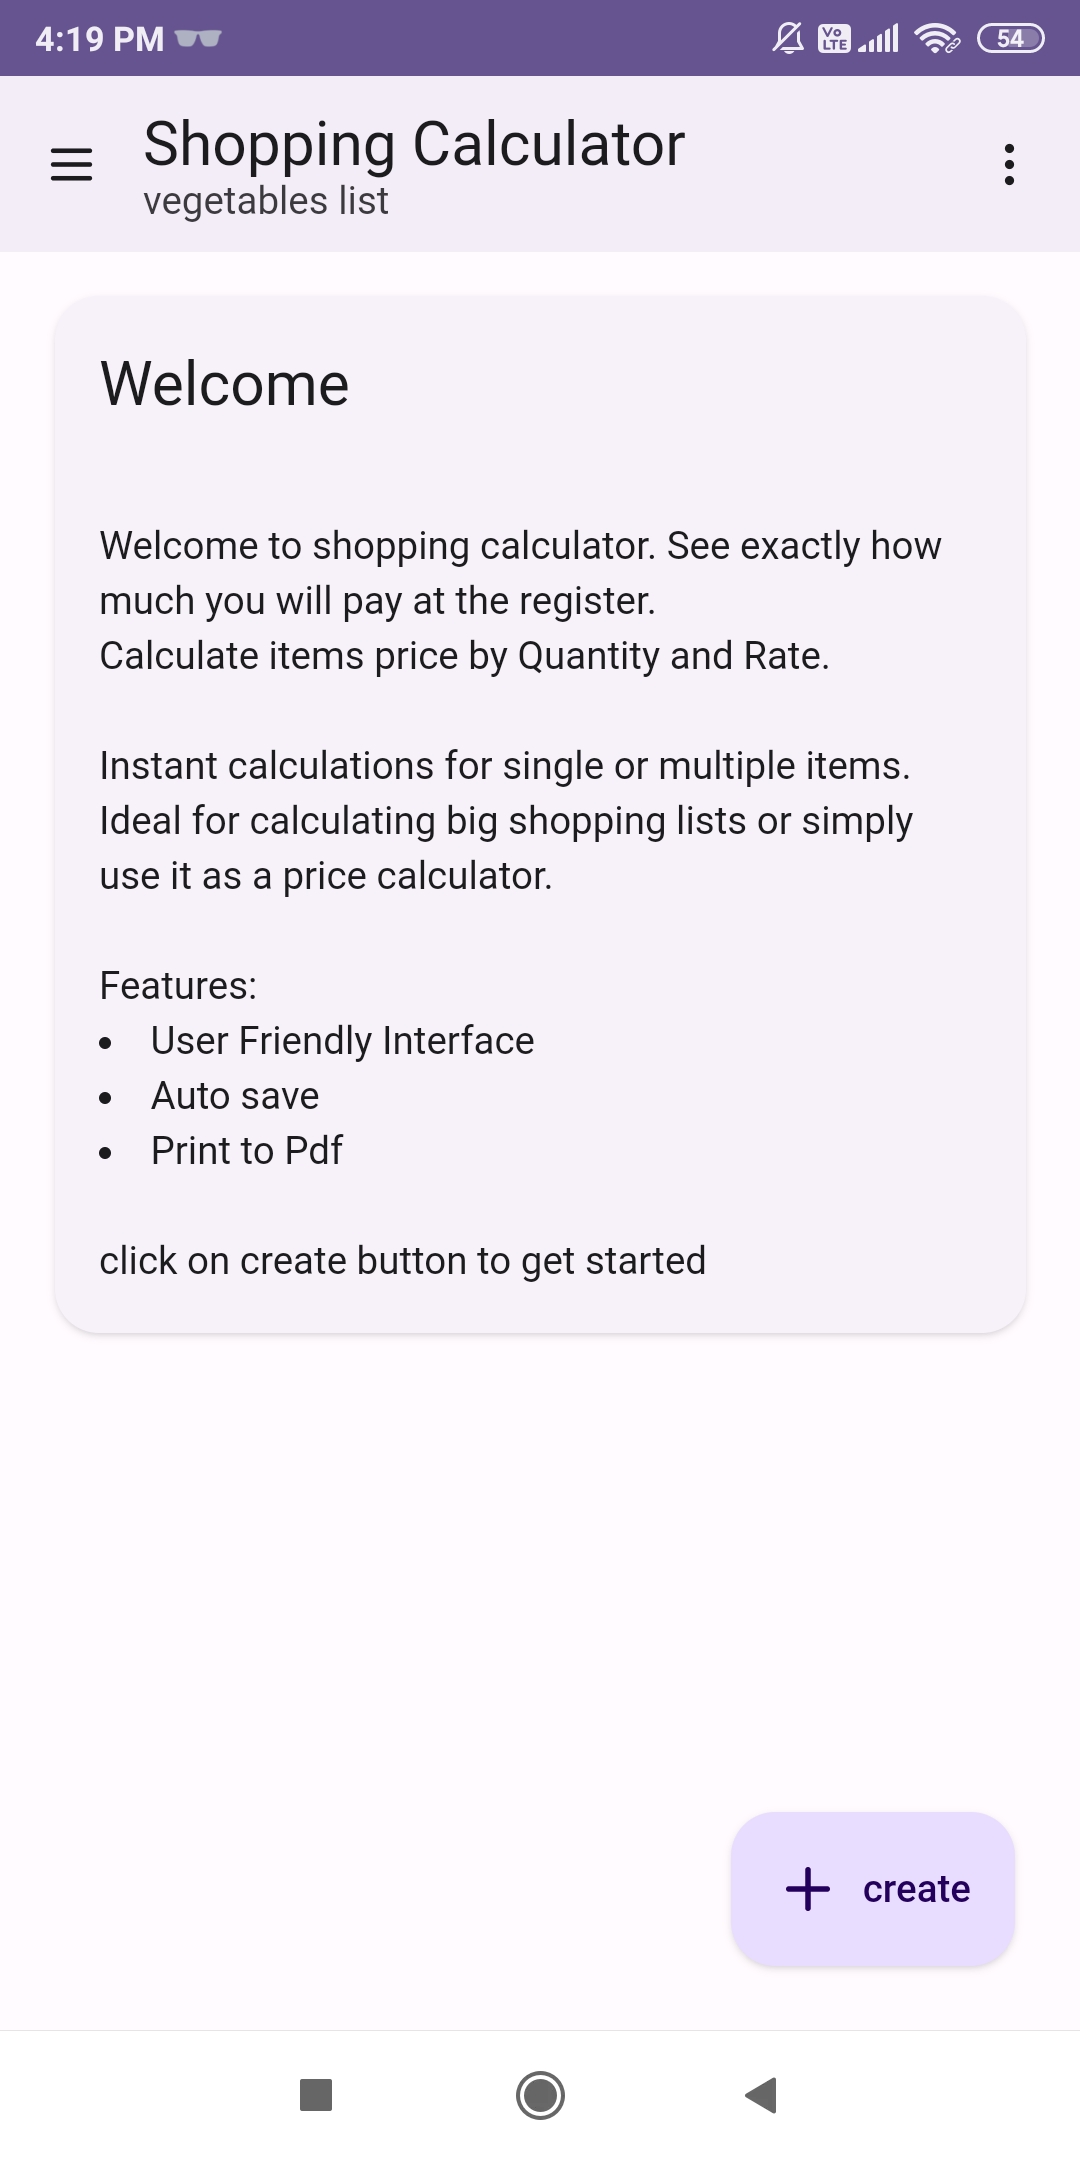 4:19 PM
Vo LTE
54
Shopping Calculator
vegetables list
Welcome
Welcome to shopping calculator. See exactly how
much you will pay at the register.
Calculate items price by Quantity and Rate.
Instant calculations for single or multiple items.
Ideal for calculating big shopping lists or simply
use it as a price calculator.
Features:
• User Friendly Interface
• Auto save
• Print to Pdf
click on create button to get started
create